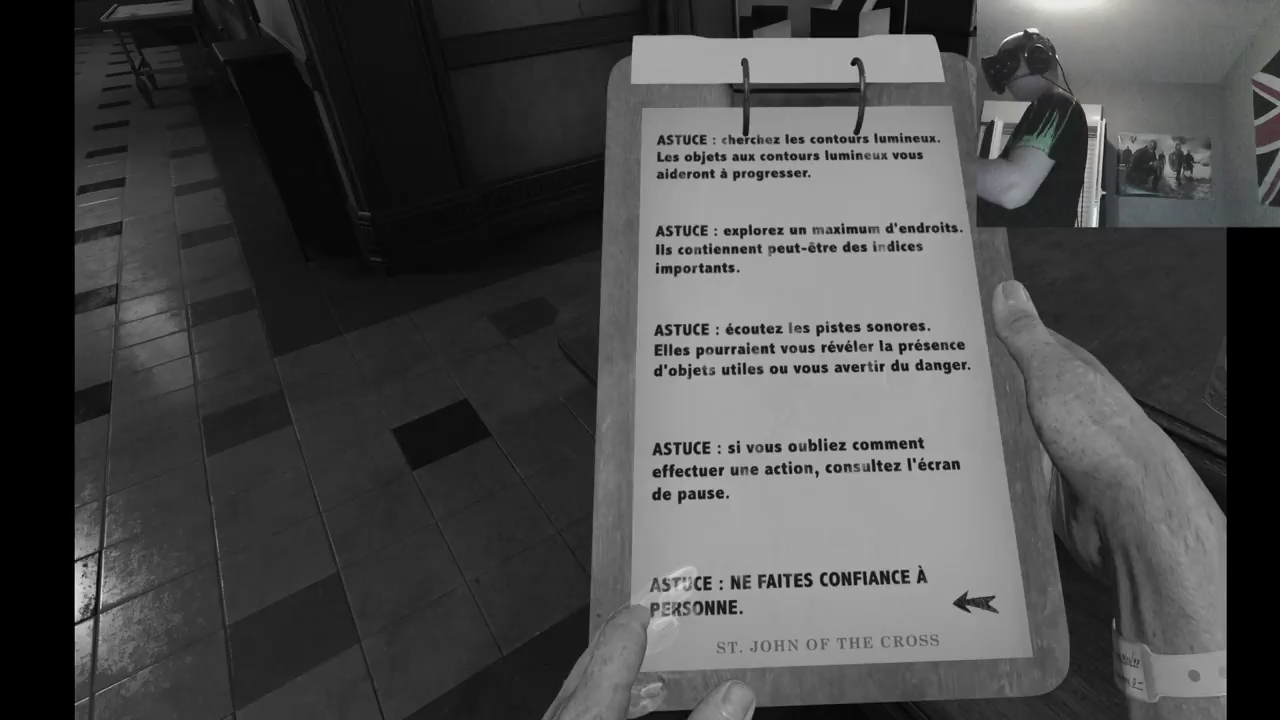 ASTUCE : cherchez les contours lumineux.
Les objets aux contours lumineux vous
aideront à progresser.
ASTUCE : explorez un maximum d'endroits.
Ils contiennent peut-être des indices
importants.
ASTUCE : écoutez les pistes sonores.
Elles pourraient vous révéler la présence
d'objets utiles ou vous avertir du danger.
ASTUCE : si vous oubliez comment
effectuer une action, consultez l'écran
de pause.
ASTUCE : NE FAITES CONFIANCE À
PERSONNE.
ST. JOHN OF THE CROSS